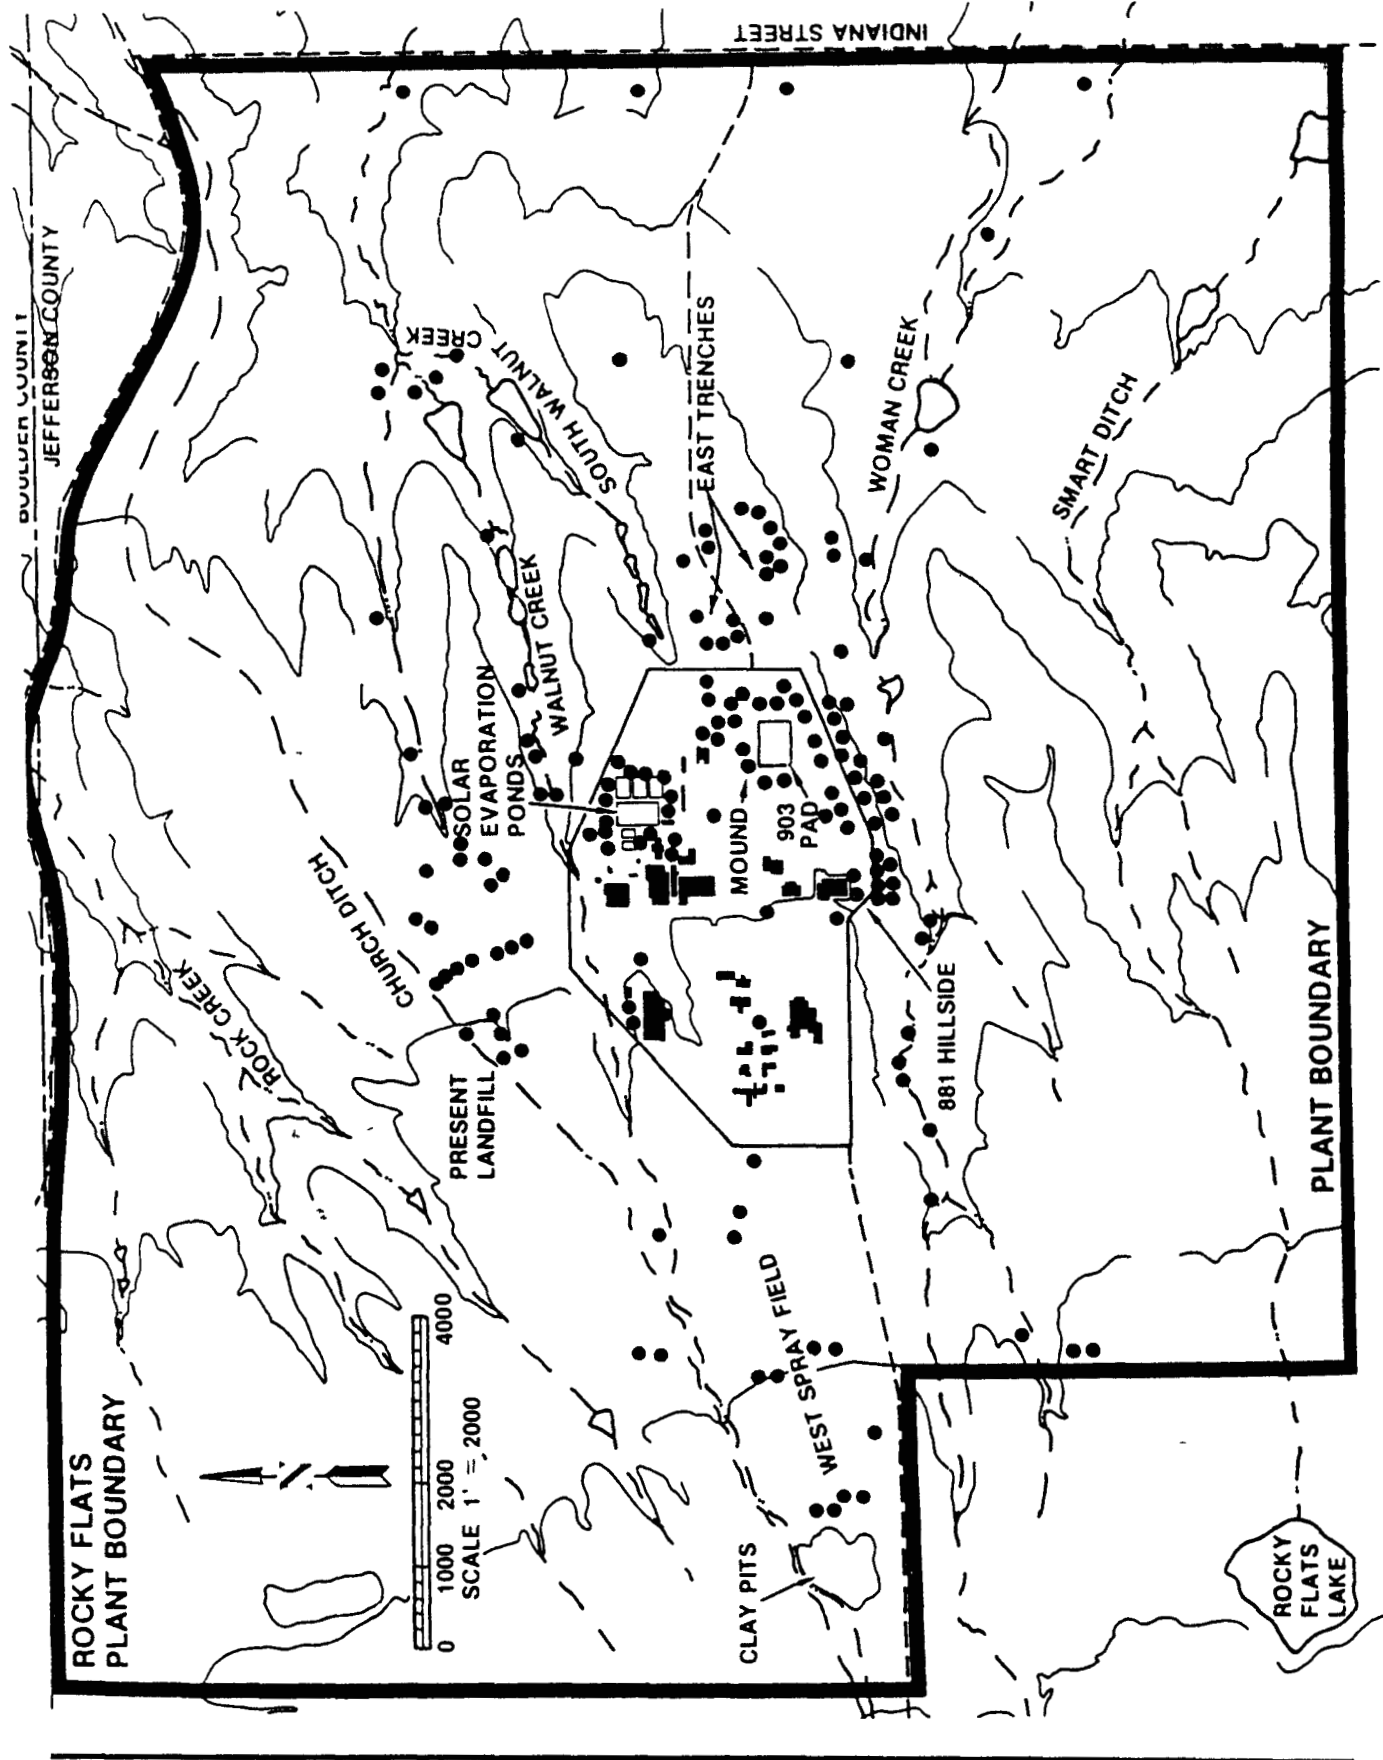 ROCKY FLATS
PLANT BOUNDARY
0 1000 2000 4000
SCALE 1' = 2000
BOULDER COUNTY
JEFFERSON COUNTY
INDIANA STREET
ROCK CREEK
CHURCH DITCH
PRESENT
LANDFILL
SOLAR
EVAPORATION
PONDS
WALNUT CREEK
SOUTH WALNUT CREEK
EAST TRENCHES
MOUND
903
PAD
WOMAN CREEK
SMART DITCH
881 HILLSIDE
WEST SPRAY FIELD
CLAY PITS
PLANT BOUNDARY
ROCKY
FLATS
LAKE